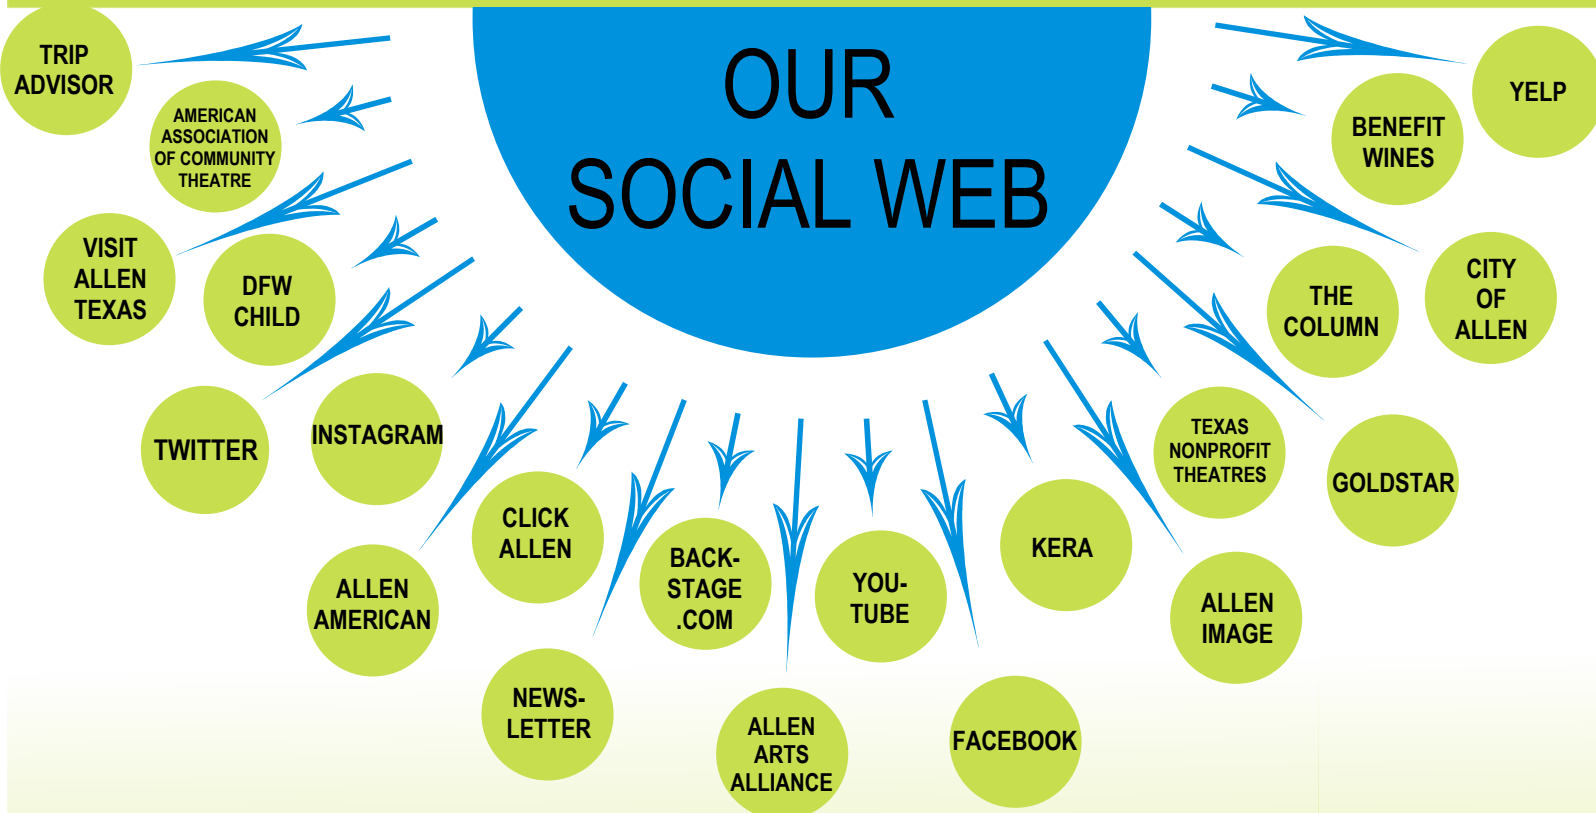 OUR
SOCIAL WEB
TRIP
ADVISOR
AMERICAN
ASSOCIATION
OF COMMUNITY
THEATRE
VISIT
ALLEN
TEXAS
DFW
CHILD
TWITTER
INSTAGRAM
ALLEN
AMERICAN
CLICK
ALLEN
NEWS-
LETTER
BACK-
STAGE
.COM
ALLEN
ARTS
ALLIANCE
YOU-
TUBE
FACEBOOK
KERA
ALLEN
IMAGE
TEXAS
NONPROFIT
THEATRES
GOLDSTAR
THE
COLUMN
CITY
OF
ALLEN
BENEFIT
WINES
YELP